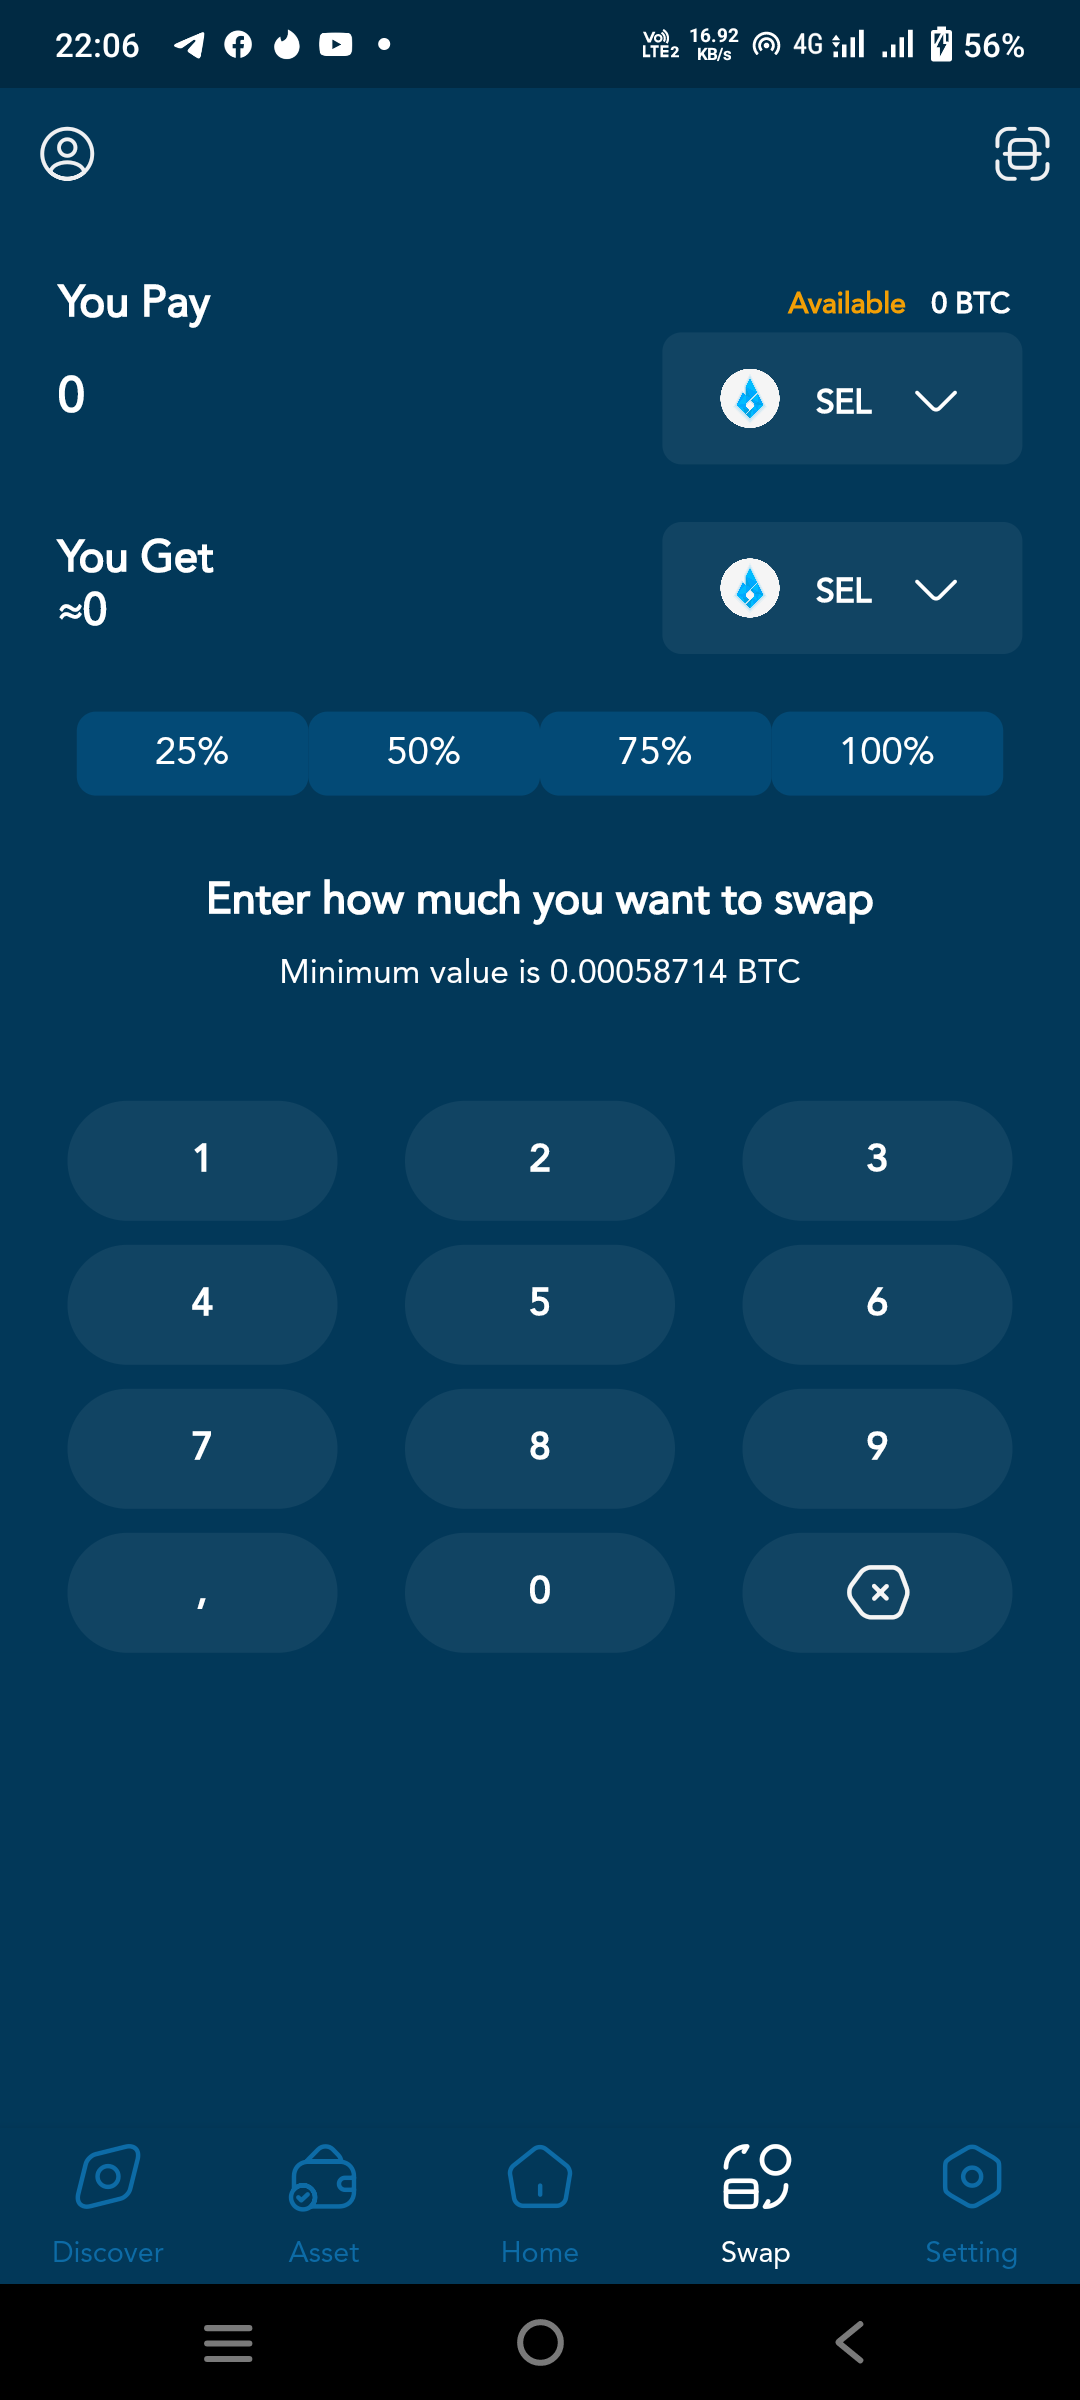 22:06 Vo)) LTE2 16.92 KB/s 4G 56%
You Pay Available 0 BTC
0 SEL
You Get
≈0 SEL
25% 50% 75% 100%
Enter how much you want to swap
Minimum value is 0.00058714 BTC
1 2 3
4 5 6
7 8 9
, 0
Discover Asset Home Swap Setting